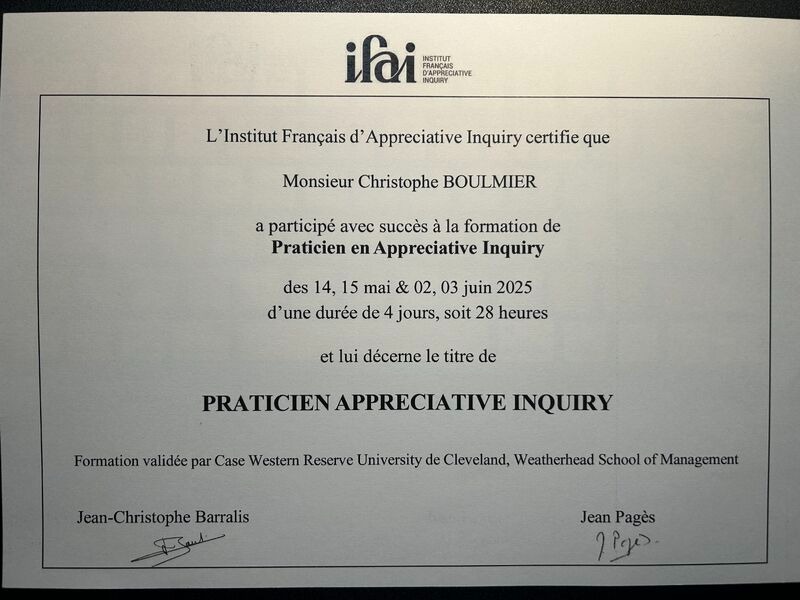 ifai
INSTITUT
FRANÇAIS
D'APPRECIATIVE
INQUIRY
L'Institut Français d'Appreciative Inquiry certifie que
Monsieur Christophe BOULMIER
a participé avec succès à la formation de
Praticien en Appreciative Inquiry
des 14, 15 mai & 02, 03 juin 2025
d'une durée de 4 jours, soit 28 heures
et lui décerne le titre de
PRATICIEN APPRECIATIVE INQUIRY
Formation validée par Case Western Reserve University de Cleveland, Weatherhead School of Management
Jean-Christophe Barralis
Jean Pagès
J Pagès